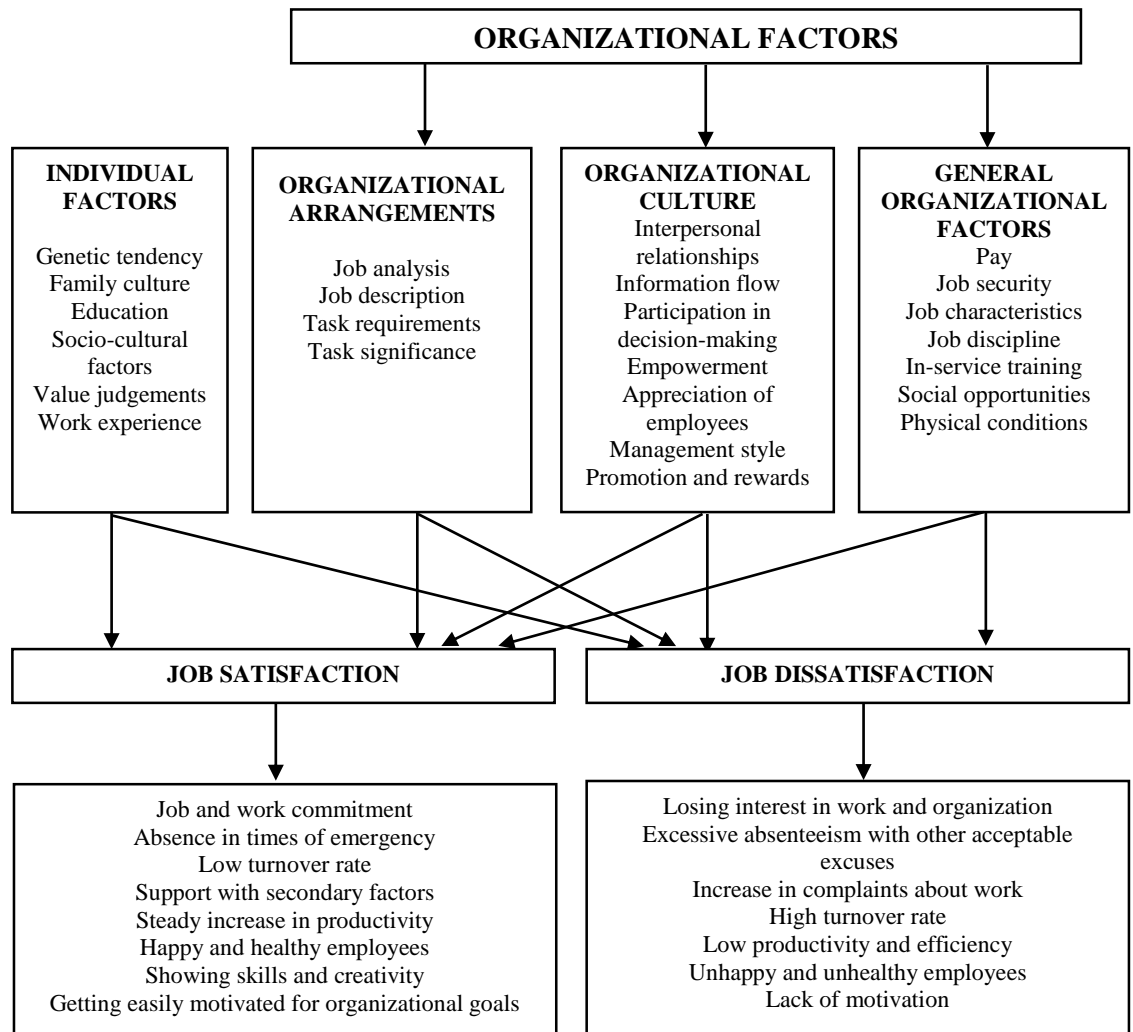 ORGANIZATIONAL FACTORS
INDIVIDUAL
FACTORS
Genetic tendency
Family culture
Education
Socio-cultural
factors
Value judgements
Work experience
ORGANIZATIONAL
ARRANGEMENTS
Job analysis
Job description
Task requirements
Task significance
ORGANIZATIONAL
CULTURE
Interpersonal
relationships
Information flow
Participation in
decision-making
Empowerment
Appreciation of
employees
Management style
Promotion and rewards
GENERAL
ORGANIZATIONAL
FACTORS
Pay
Job security
Job characteristics
Job discipline
In-service training
Social opportunities
Physical conditions
JOB SATISFACTION
JOB DISSATISFACTION
Job and work commitment
Absence in times of emergency
Low turnover rate
Support with secondary factors
Steady increase in productivity
Happy and healthy employees
Showing skills and creativity
Getting easily motivated for organizational goals
Losing interest in work and organization
Excessive absenteeism with other acceptable
excuses
Increase in complaints about work
High turnover rate
Low productivity and efficiency
Unhappy and unhealthy employees
Lack of motivation